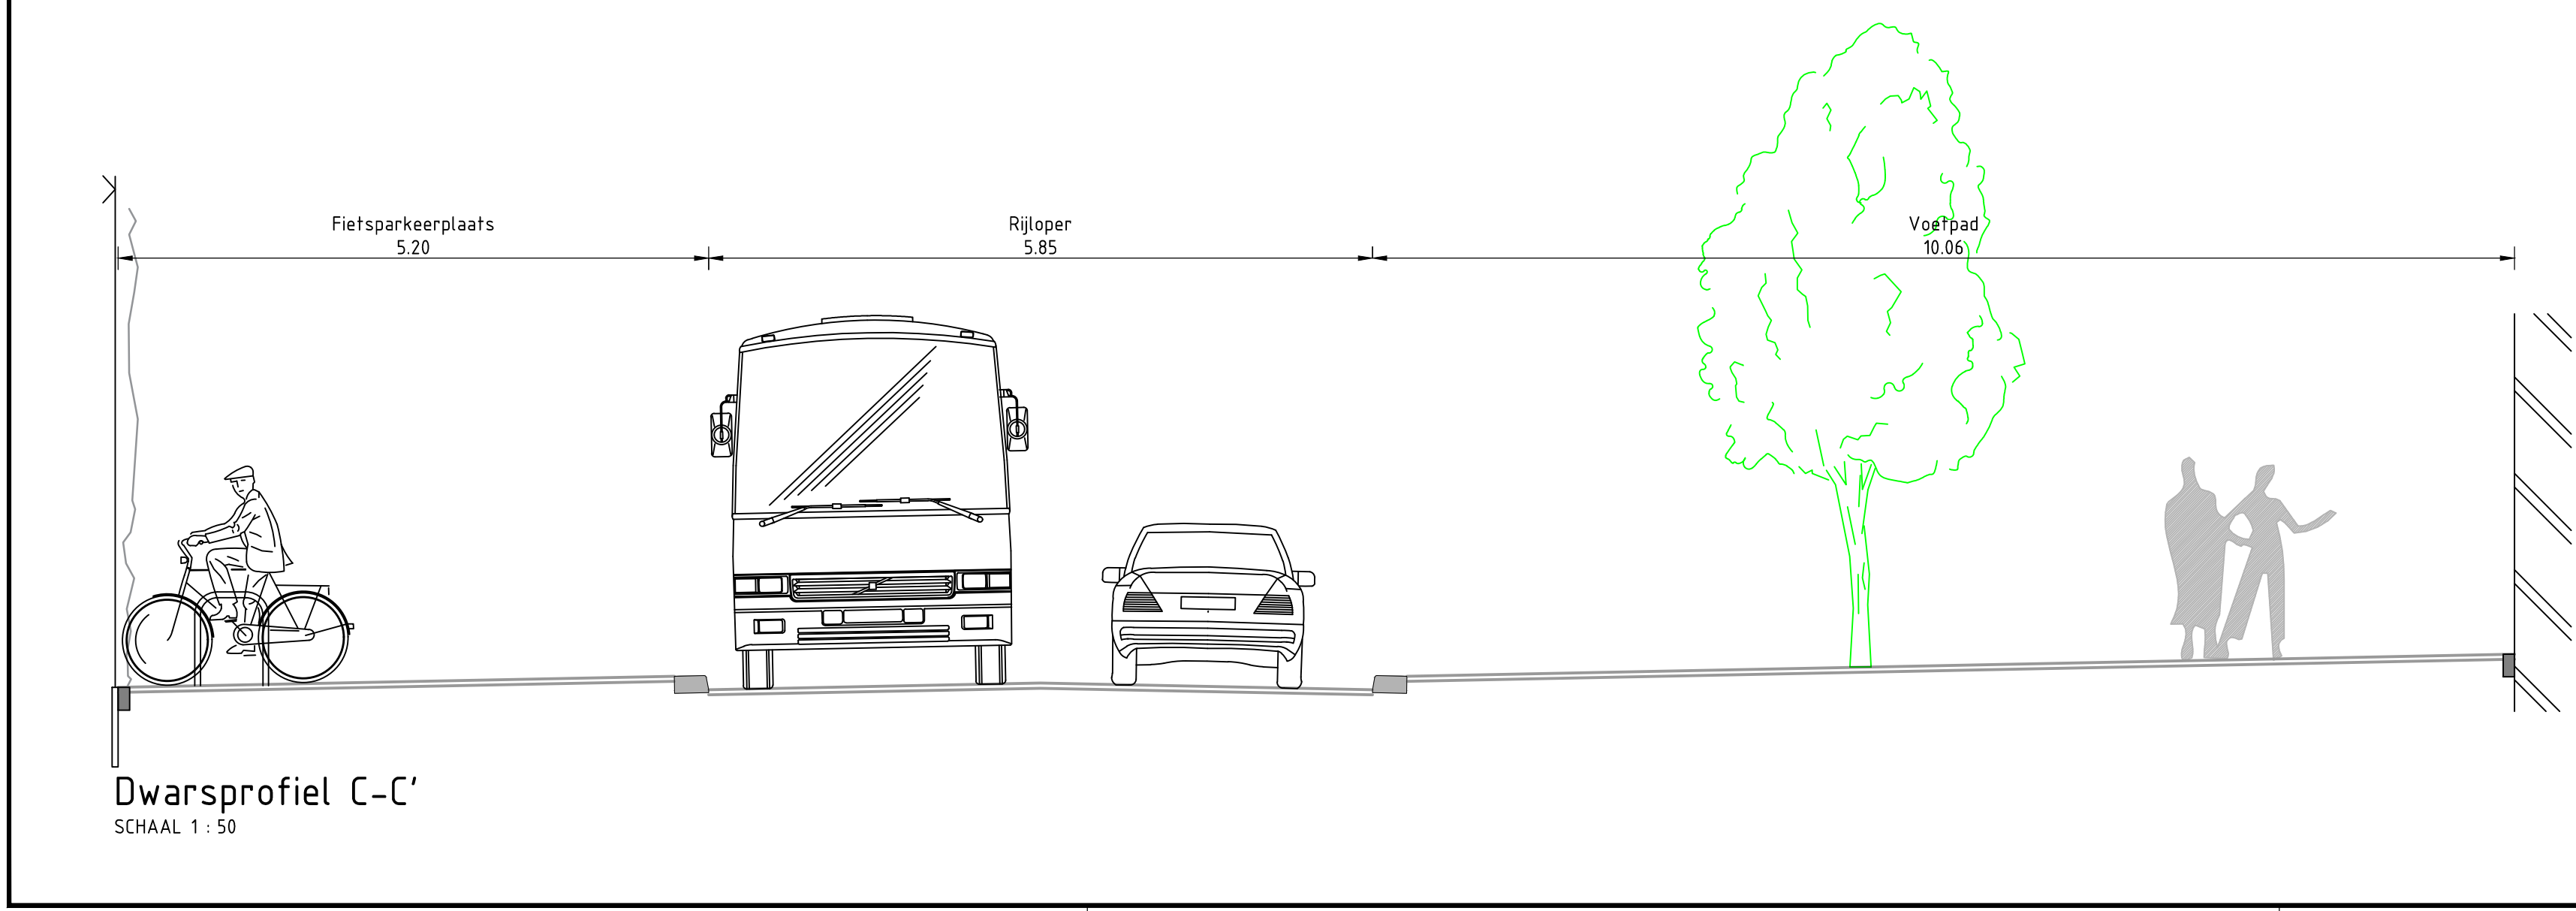 Fietsparkeerplaats
5.20
Rijloper
5.85
Voetpad
10.06
Dwarsprofiel C-C'
SCHAAL 1 : 50